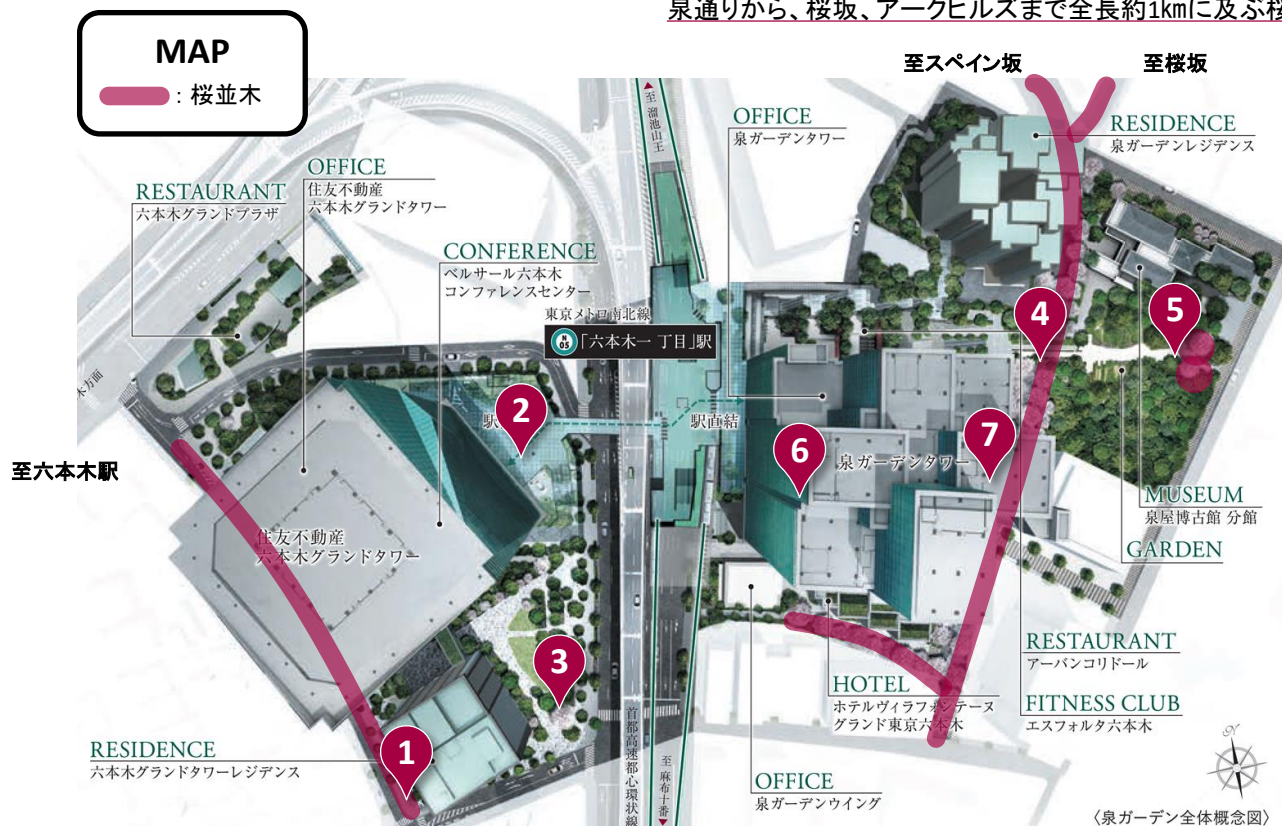 泉通りから、桜坂、アークヒルズまで全長約1kmに及ぶ桜
MAP
：桜並木
至スペイン坂
至桜坂
至 溜池山王
OFFICE
泉ガーデンタワー
RESIDENCE
泉ガーデンレジデンス
OFFICE
住友不動産
六本木グランドタワー
RESTAURANT
六本木グランドプラザ
CONFERENCE
ベルサール六本木
コンファレンスセンター
東京メトロ南北線
N 05
「六本木一丁目」駅
4
5
木方面
2
駅
駅直結
6
7
泉ガーデンタワー
至六本木駅
MUSEUM
泉屋博古館 分館
GARDEN
住友不動産
六本木グランドタワー
3
RESTAURANT
アーバンコリドール
HOTEL
ホテルヴィラフォンテーヌ
グランド東京六本木
FITNESS CLUB
エスフォルタ六本木
1
RESIDENCE
六本木グランドタワーレジデンス
首都高速都心環状線
至 麻布十番
OFFICE
泉ガーデンウイング
N
〈泉ガーデン全体概念図〉